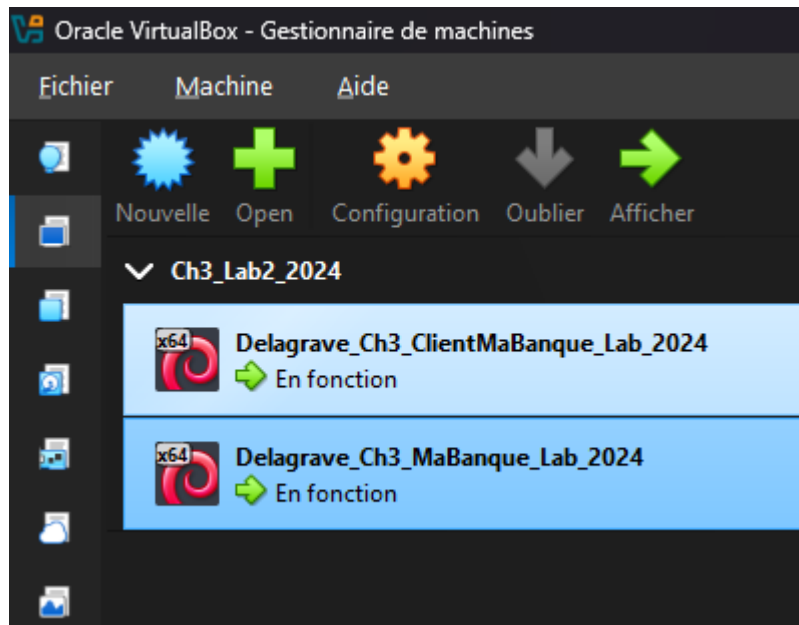 Oracle VirtualBox - Gestionnaire de machines
Fichier Machine Aide
Nouvelle Open Configuration Oublier Afficher
Ch3_Lab2_2024
x64 Delagrave_Ch3_ClientMaBanque_Lab_2024
En fonction
x64 Delagrave_Ch3_MaBanque_Lab_2024
En fonction